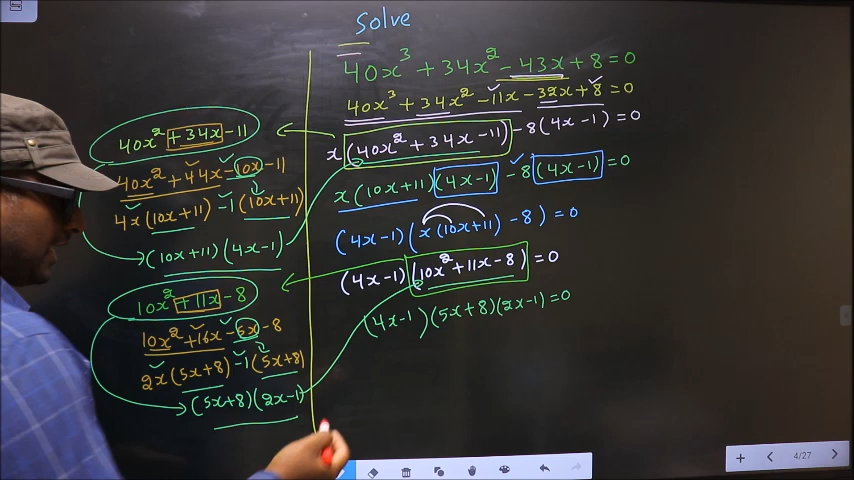 Solve
40x³ + 34x² - 43x + 8 = 0
40x³ + 34x² - 11x - 32x + 8 = 0
x(40x² + 34x - 11) - 8(4x - 1) = 0
x(10x + 11)(4x - 1) - 8(4x - 1) = 0
(4x - 1)(x(10x + 11) - 8) = 0
(4x - 1)(10x² + 11x - 8) = 0
(4x - 1)(5x + 8)(2x - 1) = 0
40x² + 34x - 11
40x² + 44x - 10x - 11
4x(10x + 11) - 1(10x + 11)
(10x + 11)(4x - 1)
10x² + 11x - 8
10x² + 16x - 5x - 8
2x(5x + 8) - 1(5x + 8)
(5x + 8)(2x - 1)
4/27